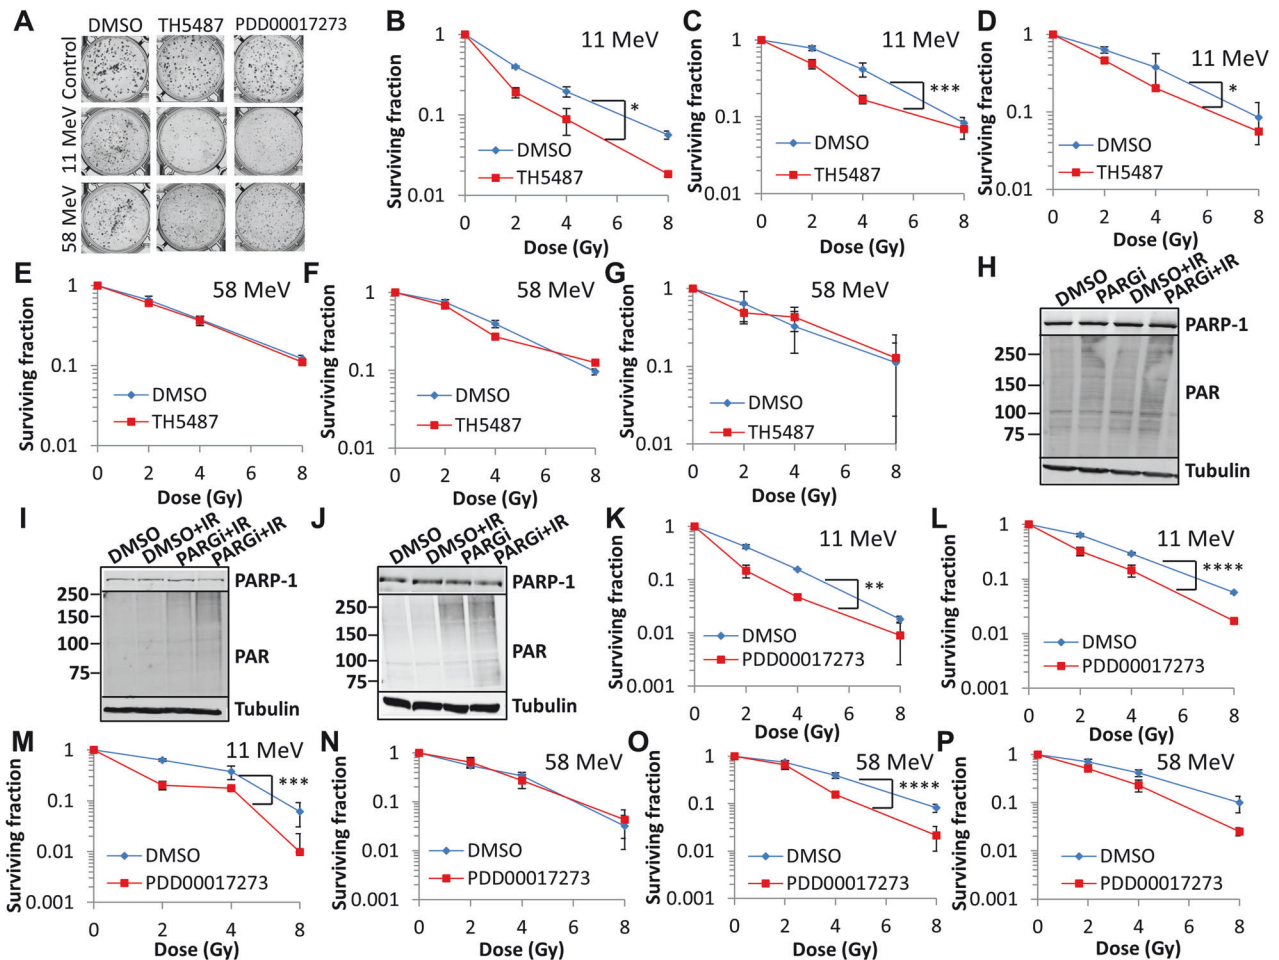 A
DMSO TH5487 PDD00017273
Control
11 MeV
58 MeV
B
11 MeV
Surviving fraction
1
0.1
0.01
*
DMSO
TH5487
0 2 4 6 8
Dose (Gy)
C
11 MeV
Surviving fraction
1
0.1
0.01
***
DMSO
TH5487
0 2 4 6 8
Dose (Gy)
D
11 MeV
Surviving fraction
1
0.1
0.01
*
DMSO
TH5487
0 2 4 6 8
Dose (Gy)
E
58 MeV
Surviving fraction
1
0.1
0.01
DMSO
TH5487
0 2 4 6 8
Dose (Gy)
F
58 MeV
Surviving fraction
1
0.1
0.01
DMSO
TH5487
0 2 4 6 8
Dose (Gy)
G
58 MeV
Surviving fraction
1
0.1
0.01
DMSO
TH5487
0 2 4 6 8
Dose (Gy)
H
DMSO PARGi DMSO+IR PARGi+IR
PARP-1
250
150
100
75
PAR
Tubulin
I
DMSO DMSO+IR PARGi+IR PARGi+IR
PARP-1
250
150
100
75
PAR
Tubulin
J
DMSO DMSO+IR PARGi PARGi+IR
PARP-1
250
150
100
75
PAR
Tubulin
K
11 MeV
Surviving fraction
1
0.1
0.01
0.001
**
DMSO
PDD00017273
0 2 4 6 8
Dose (Gy)
L
11 MeV
Surviving fraction
1
0.1
0.01
0.001
****
DMSO
PDD00017273
0 2 4 6 8
Dose (Gy)
M
11 MeV
Surviving fraction
1
0.1
0.01
0.001
***
DMSO
PDD00017273
0 2 4 6 8
Dose (Gy)
N
58 MeV
Surviving fraction
1
0.1
0.01
0.001
DMSO
PDD00017273
0 2 4 6 8
Dose (Gy)
O
58 MeV
Surviving fraction
1
0.1
0.01
0.001
****
DMSO
PDD00017273
0 2 4 6 8
Dose (Gy)
P
58 MeV
Surviving fraction
1
0.1
0.01
0.001
DMSO
PDD00017273
0 2 4 6 8
Dose (Gy)